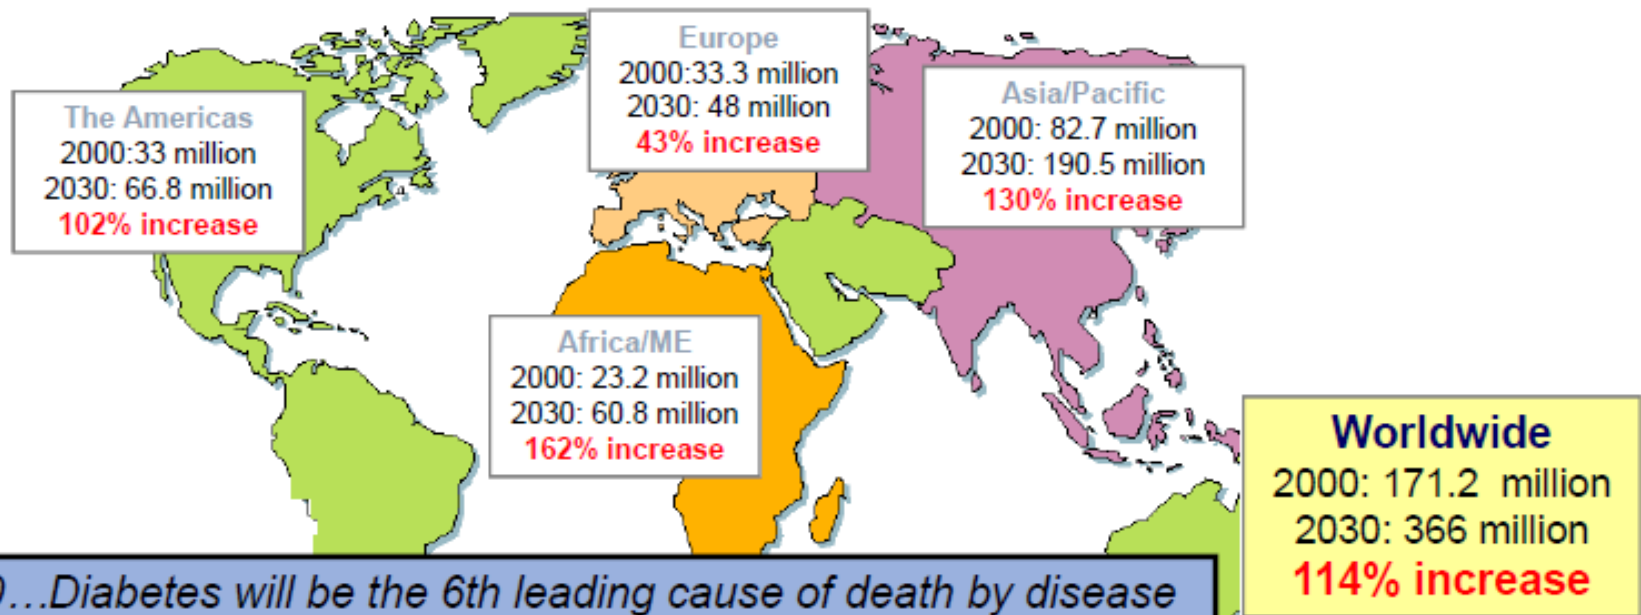 The Americas
2000:33 million
2030: 66.8 million
102% increase
Europe
2000:33.3 million
2030: 48 million
43% increase
Asia/Pacific
2000: 82.7 million
2030: 190.5 million
130% increase
Africa/ME
2000: 23.2 million
2030: 60.8 million
162% increase
Worldwide
2000: 171.2 million
2030: 366 million
114% increase
…Diabetes will be the 6th leading cause of death by disease